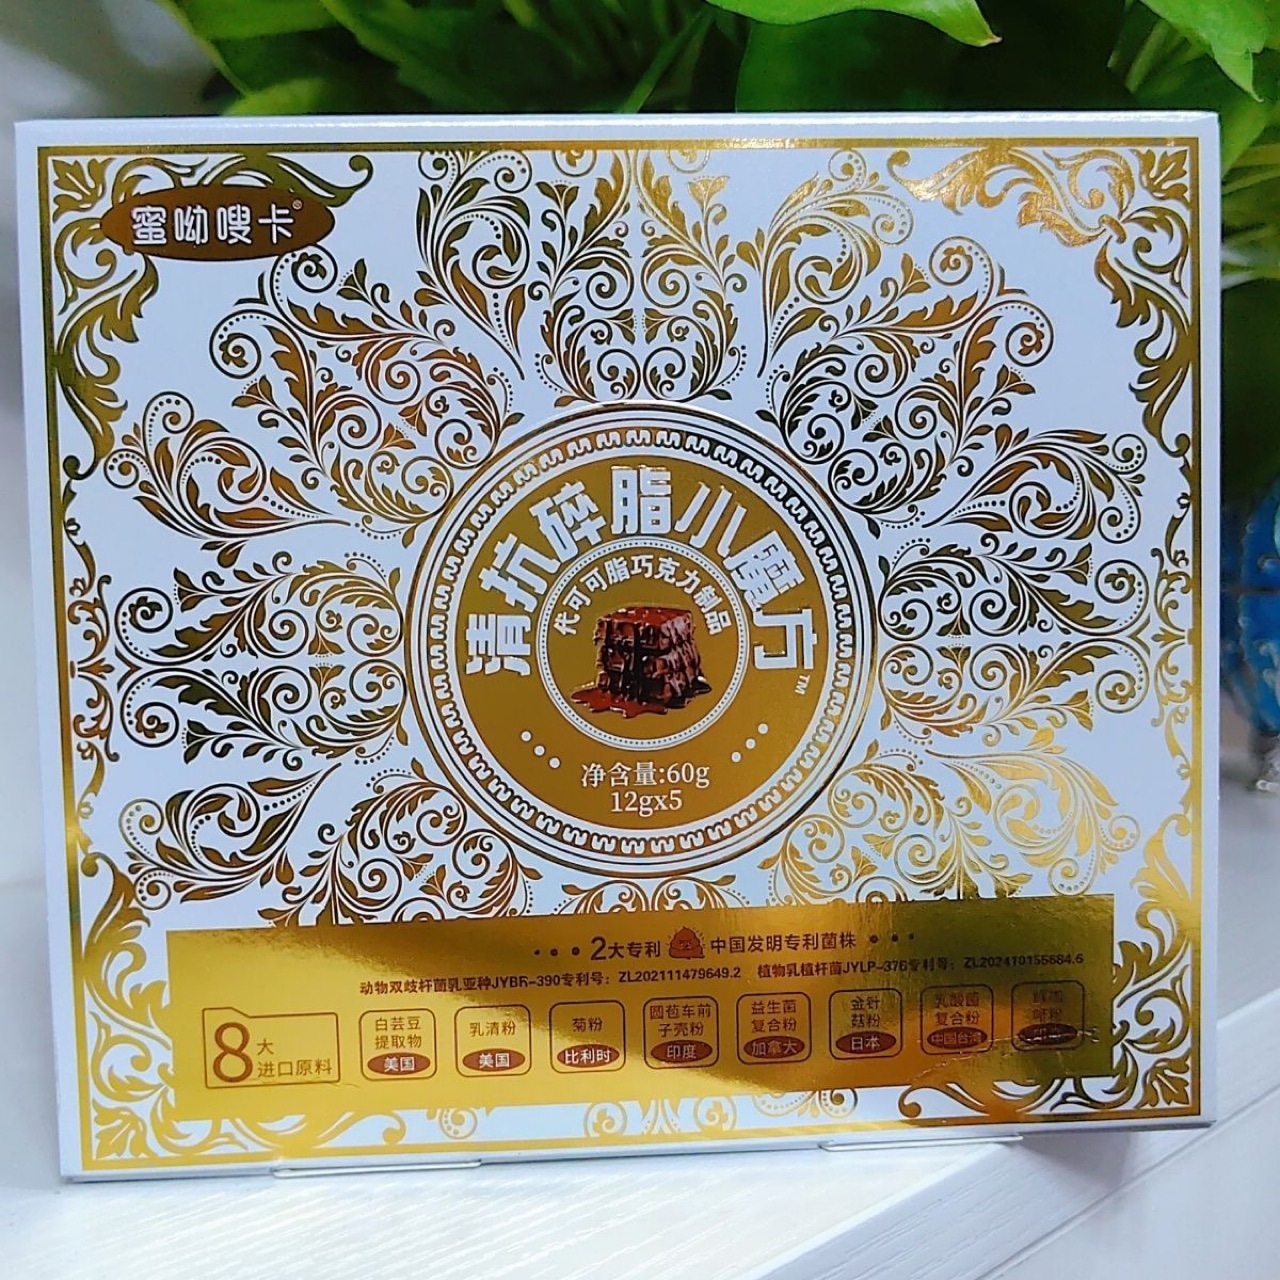 蜜呦嗖卡®
清抗碎脂小魔方™
代可可脂巧克力制品
净含量:60g
12gx5
2大专利 中国发明专利菌株
动物双歧杆菌乳亚种JYBR-390专利号：ZL202111479649.2 植物乳植杆菌JYLP-376专利号：ZL202410155684.6
8大进口原料
白芸豆提取物
美国
乳清粉
美国
菊粉
比利时
圆苞车前子壳粉
印度
益生菌复合粉
加拿大
金针菇粉
日本
乳酸菌复合粉
中国台湾